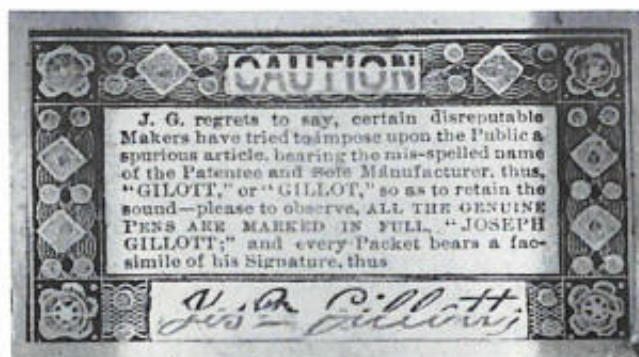 CAUTION
J. G. regrets to say, certain disreputable
Makers have tried to impose upon the Public a
spurious article, bearing the mis-spelled name
of the Patentee and Sole Manufacturer, thus,
"GILOTT," or "GILLOT," so as to retain the
sound—please to observe, ALL THE GENUINE
PENS ARE MARKED IN FULL, "JOSEPH
GILLOTT;" and every Packet bears a fac-
simile of his Signature, thus
Josh Gillott,